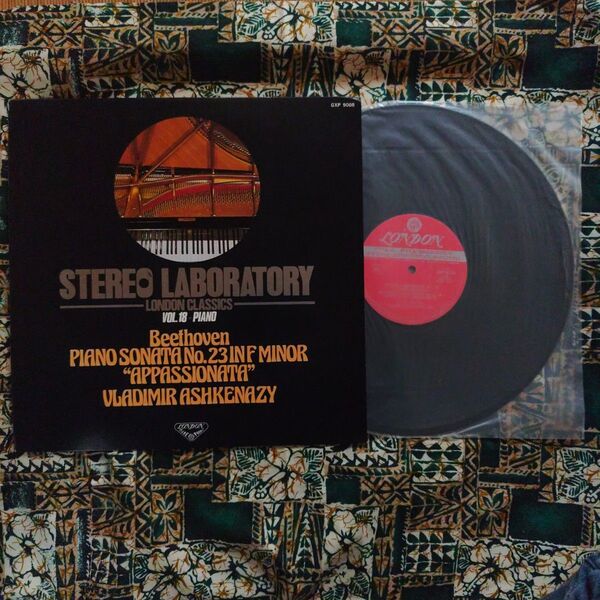 GXP 9088
STEREO LABORATORY
LONDON CLASSICS
VOL.18 PIANO
Beethoven
PIANO SONATA No.23 IN F MINOR
"APPASSIONATA"
VLADIMIR ASHKENAZY
LONDON
LONDON